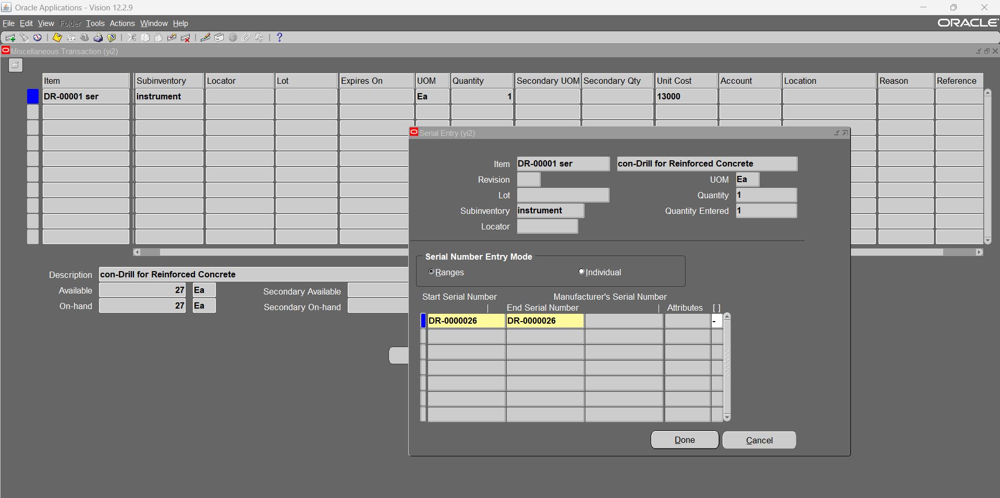 Oracle Applications - Vision 12.2.9
File Edit View Folder Tools Actions Window Help
ORACLE
Miscellaneous Transaction (yi2)
Item Subinventory Locator Lot Expires On UOM Quantity Secondary UOM Secondary Qty Unit Cost Account Location Reason Reference
DR-00001 ser instrument Ea 1 13000
Serial Entry (yi2)
Item DR-00001 ser con-Drill for Reinforced Concrete
Revision UOM Ea
Lot Quantity 1
Subinventory instrument Quantity Entered 1
Locator
Serial Number Entry Mode
Ranges Individual
Description con-Drill for Reinforced Concrete
Available 27 Ea Secondary Available
On-hand 27 Ea Secondary On-hand
Start Serial Number Manufacturer's Serial Number
End Serial Number Attributes [ ]
DR-0000026 DR-0000026 -
Done Cancel